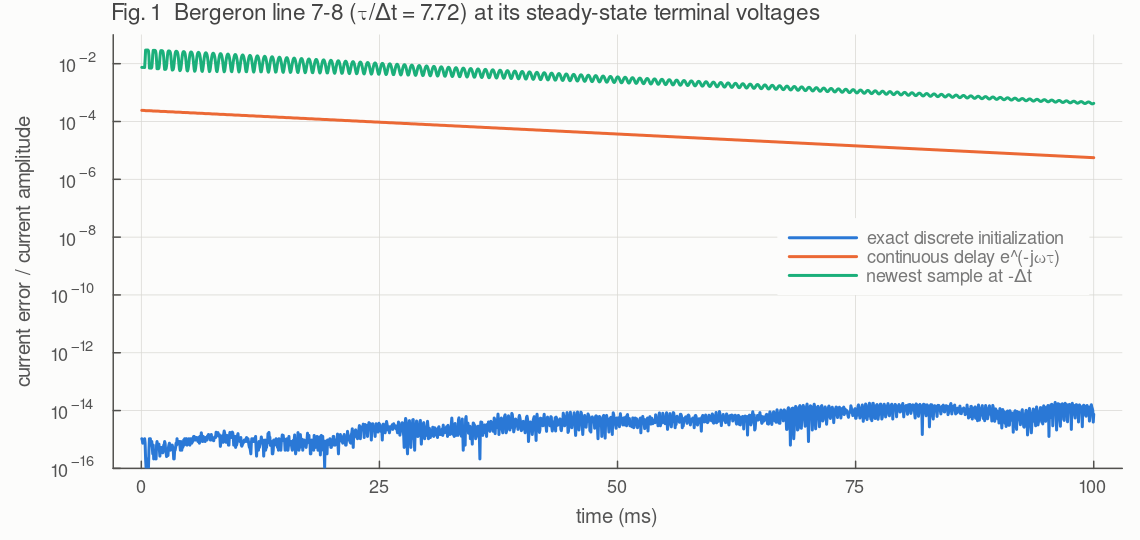 Fig. 1 Bergeron line 7-8 (τ/Δt = 7.72) at its steady-state terminal voltages
current error / current amplitude
10⁻²
10⁻⁴
10⁻⁶
10⁻⁸
10⁻¹⁰
10⁻¹²
10⁻¹⁴
10⁻¹⁶
exact discrete initialization
continuous delay e^(-jωτ)
newest sample at -Δt
0 25 50 75 100
time (ms)